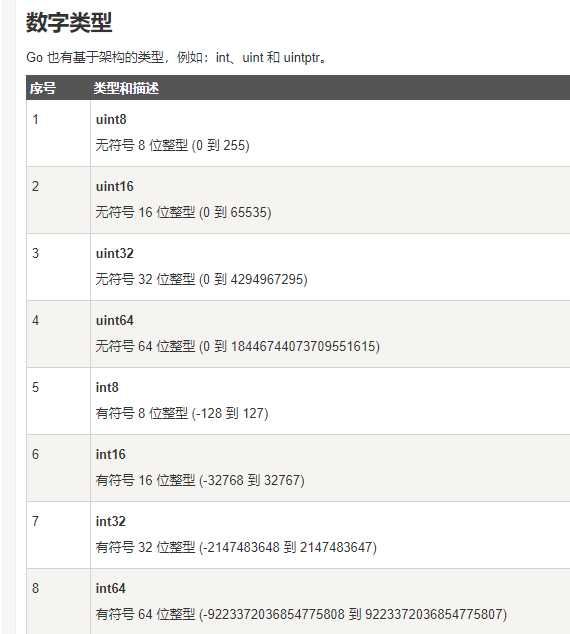 数字类型
Go 也有基于架构的类型，例如：int、uint 和 uintptr。
序号 类型和描述
1 uint8
无符号 8 位整型 (0 到 255)
2 uint16
无符号 16 位整型 (0 到 65535)
3 uint32
无符号 32 位整型 (0 到 4294967295)
4 uint64
无符号 64 位整型 (0 到 18446744073709551615)
5 int8
有符号 8 位整型 (-128 到 127)
6 int16
有符号 16 位整型 (-32768 到 32767)
7 int32
有符号 32 位整型 (-2147483648 到 2147483647)
8 int64
有符号 64 位整型 (-9223372036854775808 到 9223372036854775807)